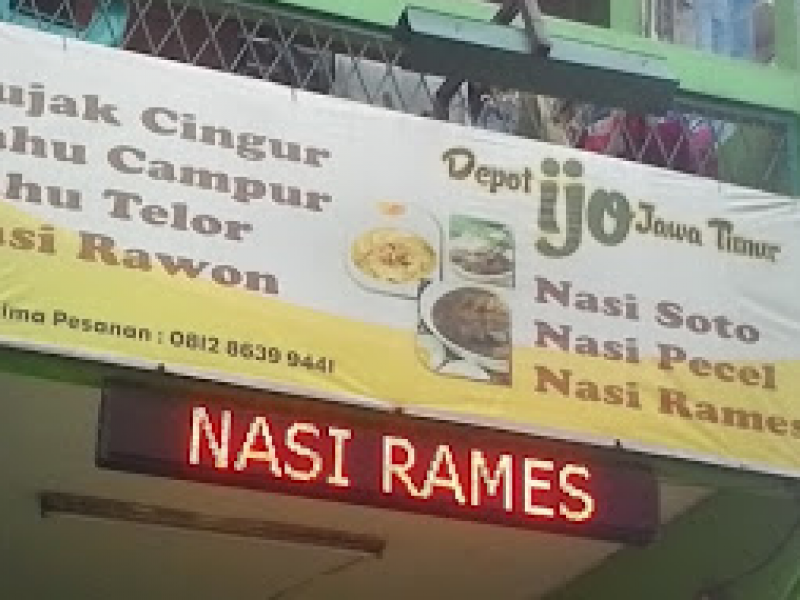 ujak Cingur
ahu Campur
hu Telor
asi Rawon
ima Pesanan : 0812 8639 9441
Depot ijo Jawa Timur
Nasi Soto
Nasi Pecel
Nasi Rames
NASI RAMES